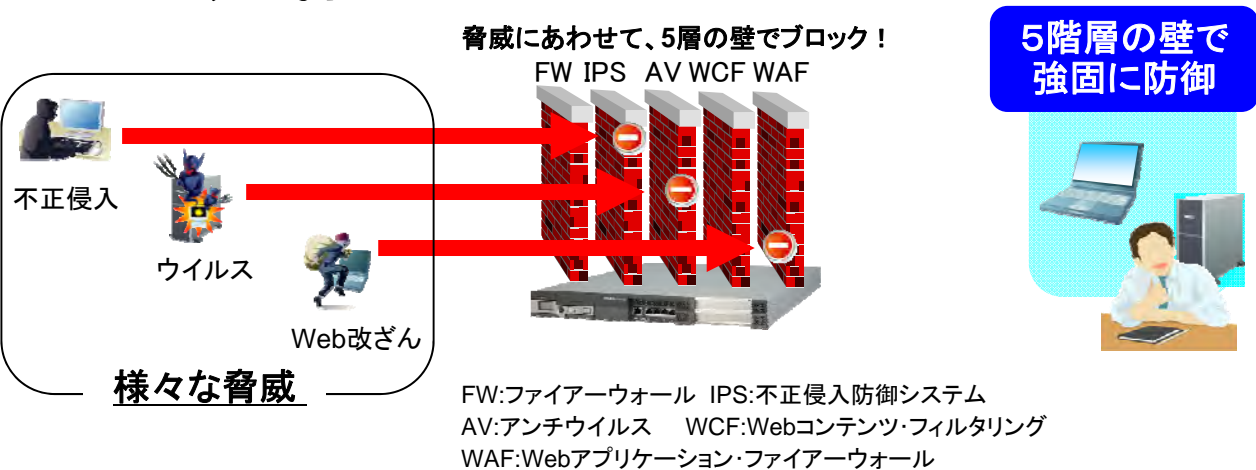 脅威にあわせて、5層の壁でブロック！
FW IPS AV WCF WAF
５階層の壁で
強固に防御
不正侵入
ウイルス
Web改ざん
様々な脅威
FW:ファイアーウォール IPS:不正侵入防御システム
AV:アンチウイルス WCF:Webコンテンツ･フィルタリング
WAF:Webアプリケーション･ファイアーウォール